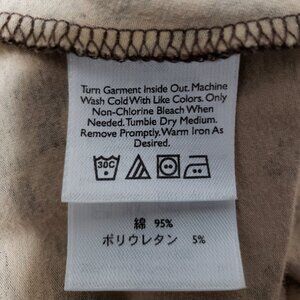 Turn Garment Inside Out. Machine
Wash Cold With Like Colors. Only
Non-Chlorine Bleach When
Needed. Tumble Dry Medium.
Remove Promptly. Warm Iron As
Desired.
30C
綿 95%
ポリウレタン 5%